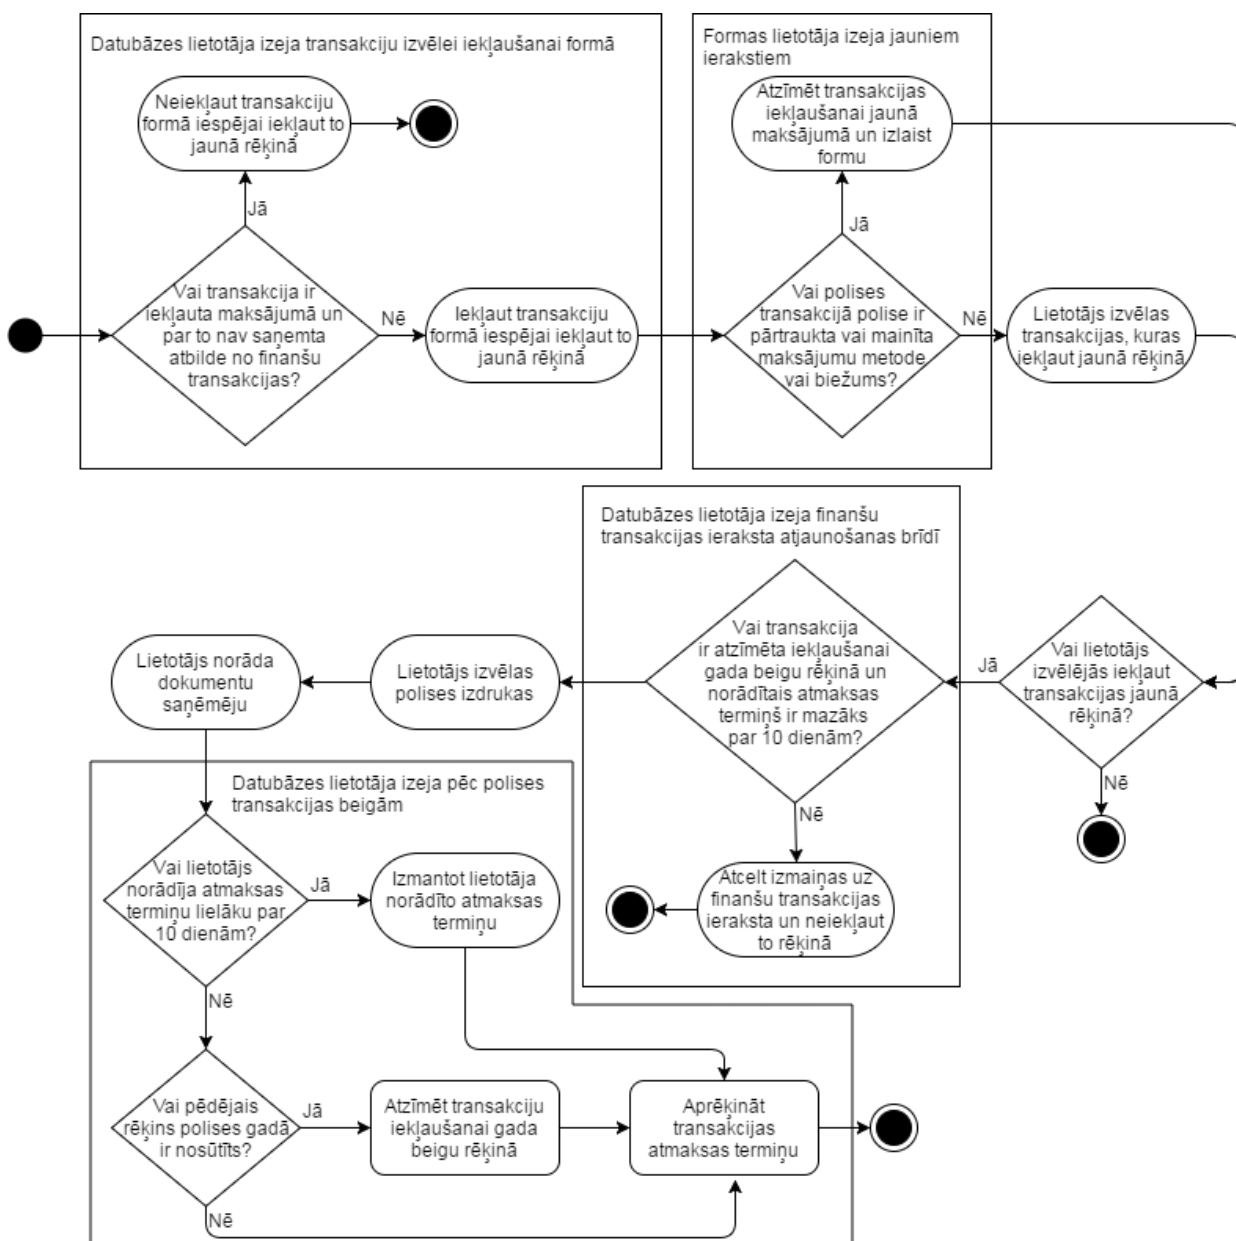 Datubāzes lietotāja izeja transakciju izvēlei iekļaušanai formā
Neiekļaut transakciju
formā iespējai iekļaut to
jaunā rēķinā
Jā
Vai transakcija ir
iekļauta maksājumā un
par to nav saņemta
atbilde no finanšu
transakcijas?
Nē
Iekļaut transakciju
formā iespējai iekļaut to
jaunā rēķinā
Formas lietotāja izeja jauniem
ierakstiem
Atzīmēt transakcijas
iekļaušanai jaunā
maksājumā un izlaist
formu
Jā
Vai polises
transakcijā polise ir
pārtraukta vai mainīta
maksājumu metode
vai biežums?
Nē
Lietotājs izvēlas
transakcijas, kuras
iekļaut jaunā rēķinā
Datubāzes lietotāja izeja finanšu
transakcijas ieraksta atjaunošanas brīdī
Vai lietotājs
izvēlējās iekļaut
transakcijas jaunā
rēķinā?
Jā
Nē
Vai transakcija
ir atzīmēta iekļaušanai
gada beigu rēķinā un
norādītais atmaksas
termiņš ir mazāks
par 10 dienām?
Nē
Atcelt izmaiņas uz
finanšu transakcijas
ieraksta un neiekļaut
to rēķinā
Lietotājs izvēlas
polises izdrukas
Lietotājs norāda
dokumentu
saņēmēju
Datubāzes lietotāja izeja pēc polises
transakcijas beigām
Vai lietotājs
norādīja atmaksas
termiņu lielāku par
10 dienām?
Jā
Izmantot lietotāja
norādīto atmaksas
termiņu
Nē
Vai pēdējais
rēķins polises gadā
ir nosūtīts?
Jā
Atzīmēt transakciju
iekļaušanai gada
beigu rēķinā
Aprēķināt
transakcijas
atmaksas termiņu
Nē